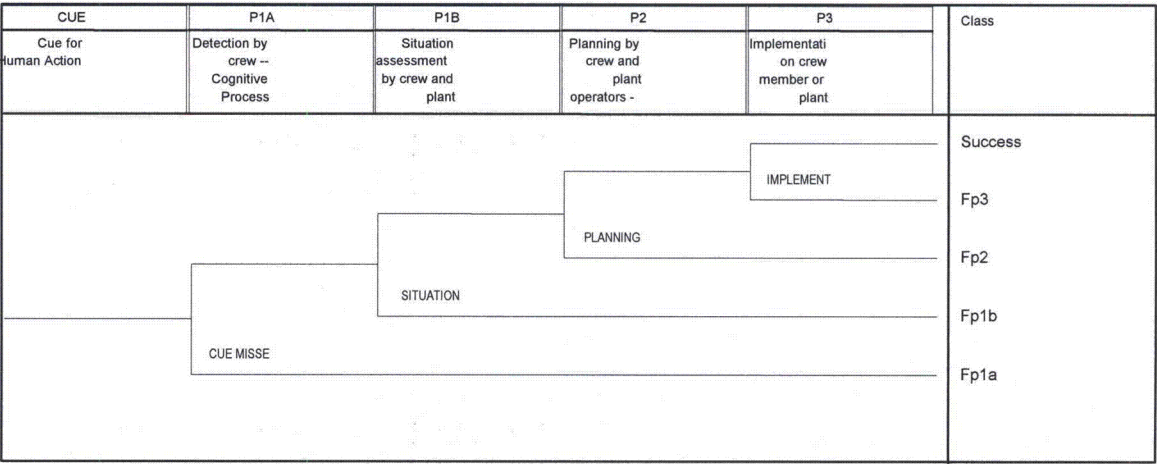 CUE P1A P1B P2 P3 Class
Cue for Detection by Situation Planning by Implementati
Human Action crew -- assessment crew and on crew
Cognitive by crew and plant member or
Process plant operators - plant
Success
IMPLEMENT
Fp3
PLANNING
Fp2
SITUATION
Fp1b
CUE MISSE
Fp1a